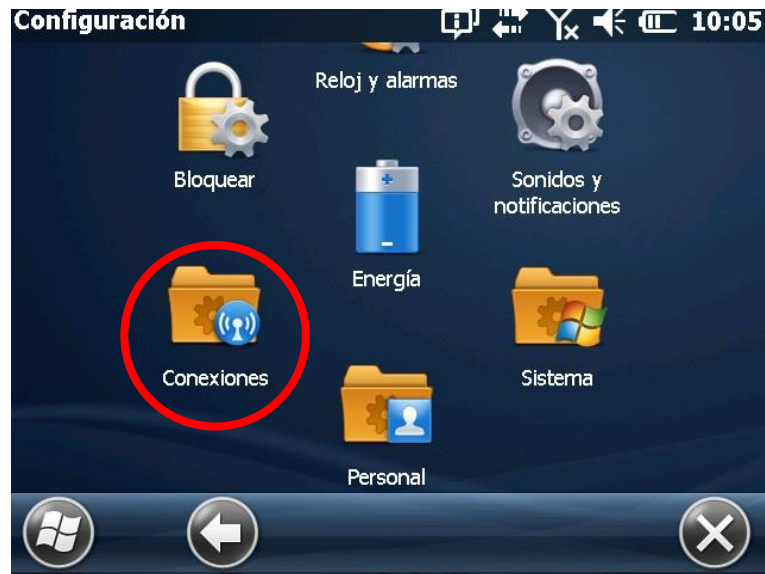 Configuración
10:05
Reloj y alarmas
Bloquear
Sonidos y
notificaciones
Energía
Conexiones
Sistema
Personal